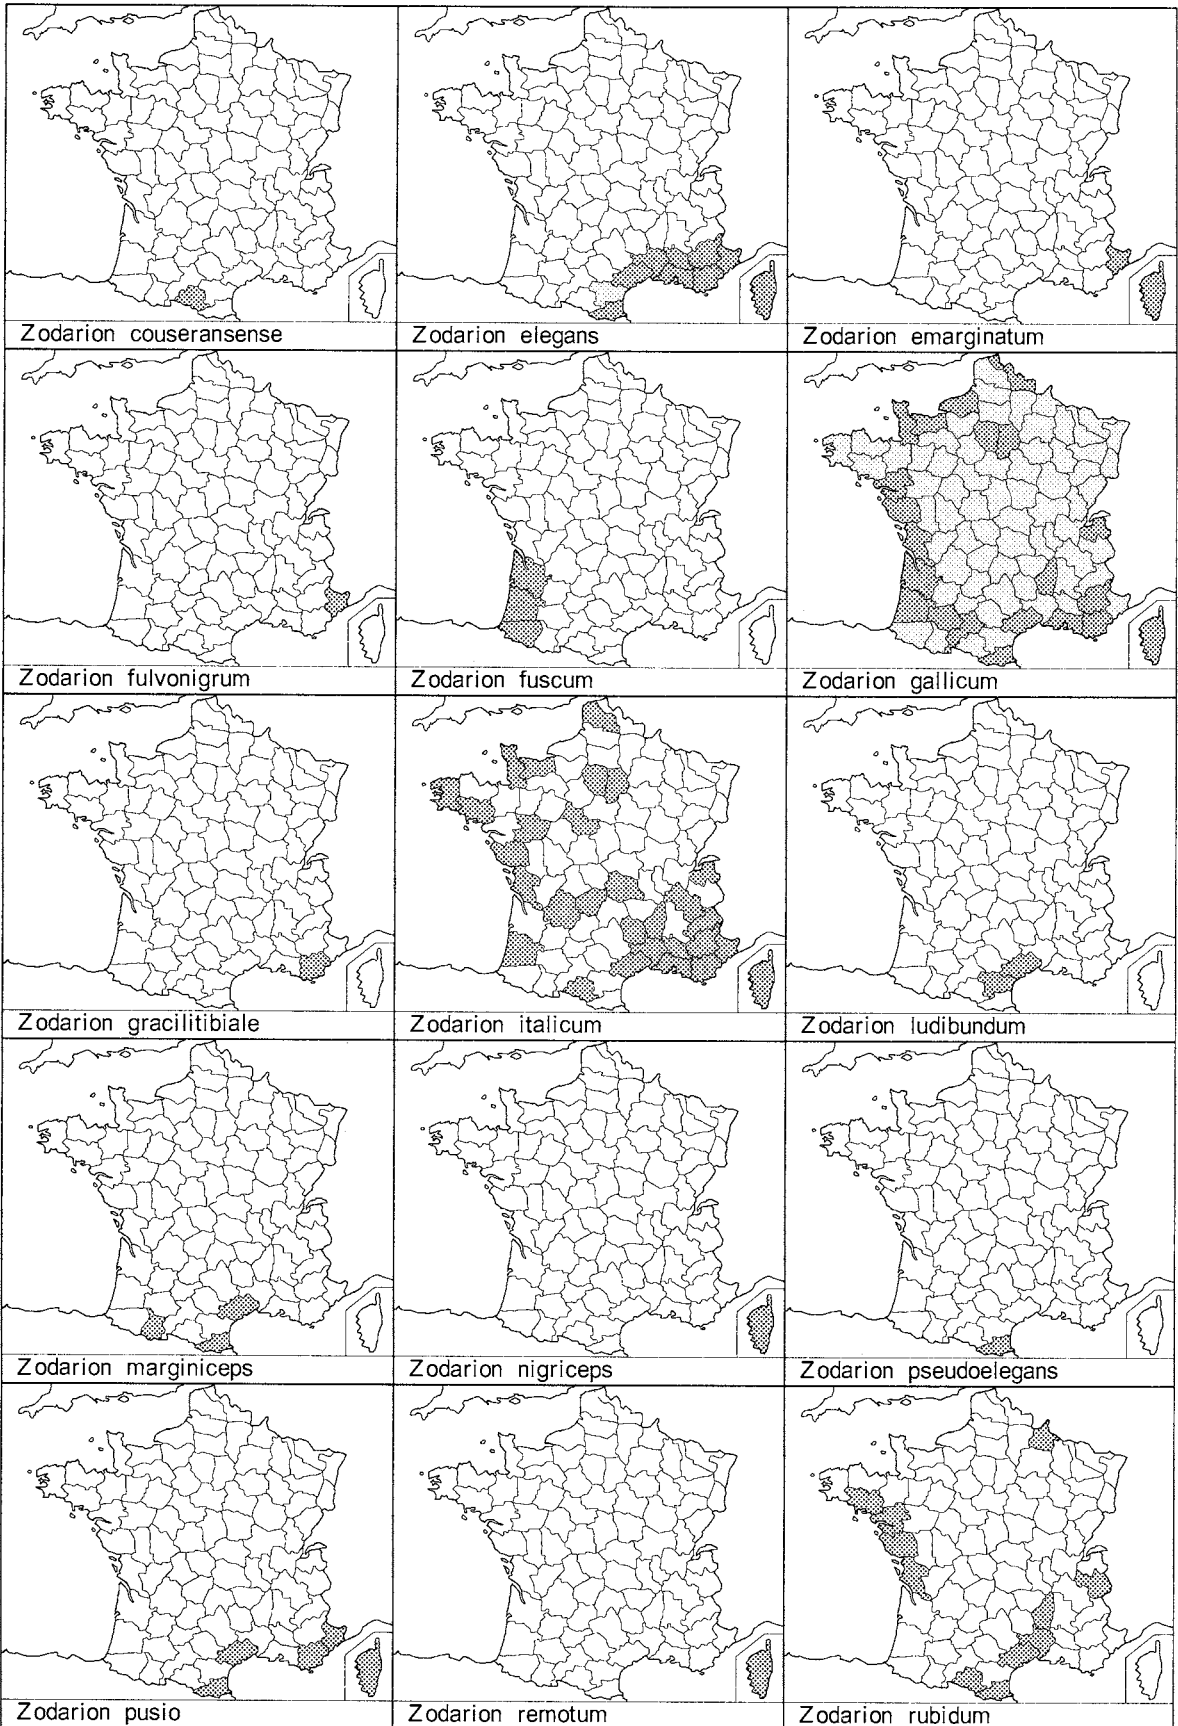 Zodarion couseransense
Zodarion elegans
Zodarion emarginatum
Zodarion fulvonigrum
Zodarion fuscum
Zodarion gallicum
Zodarion gracilitibiale
Zodarion italicum
Zodarion ludibundum
Zodarion marginiceps
Zodarion nigriceps
Zodarion pseudoelegans
Zodarion pusio
Zodarion remotum
Zodarion rubidum